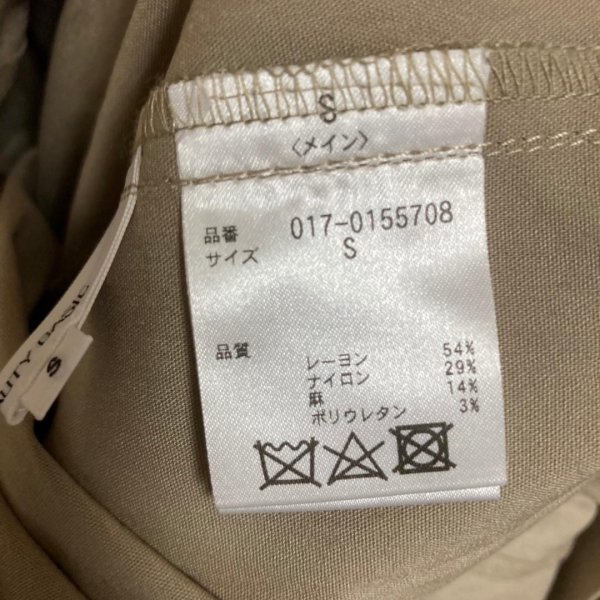 S
〈メイン〉
品番 017-0155708
サイズ S
品質 レーヨン 54%
ナイロン 29%
麻 14%
ポリウレタン 3%
BASIC
S